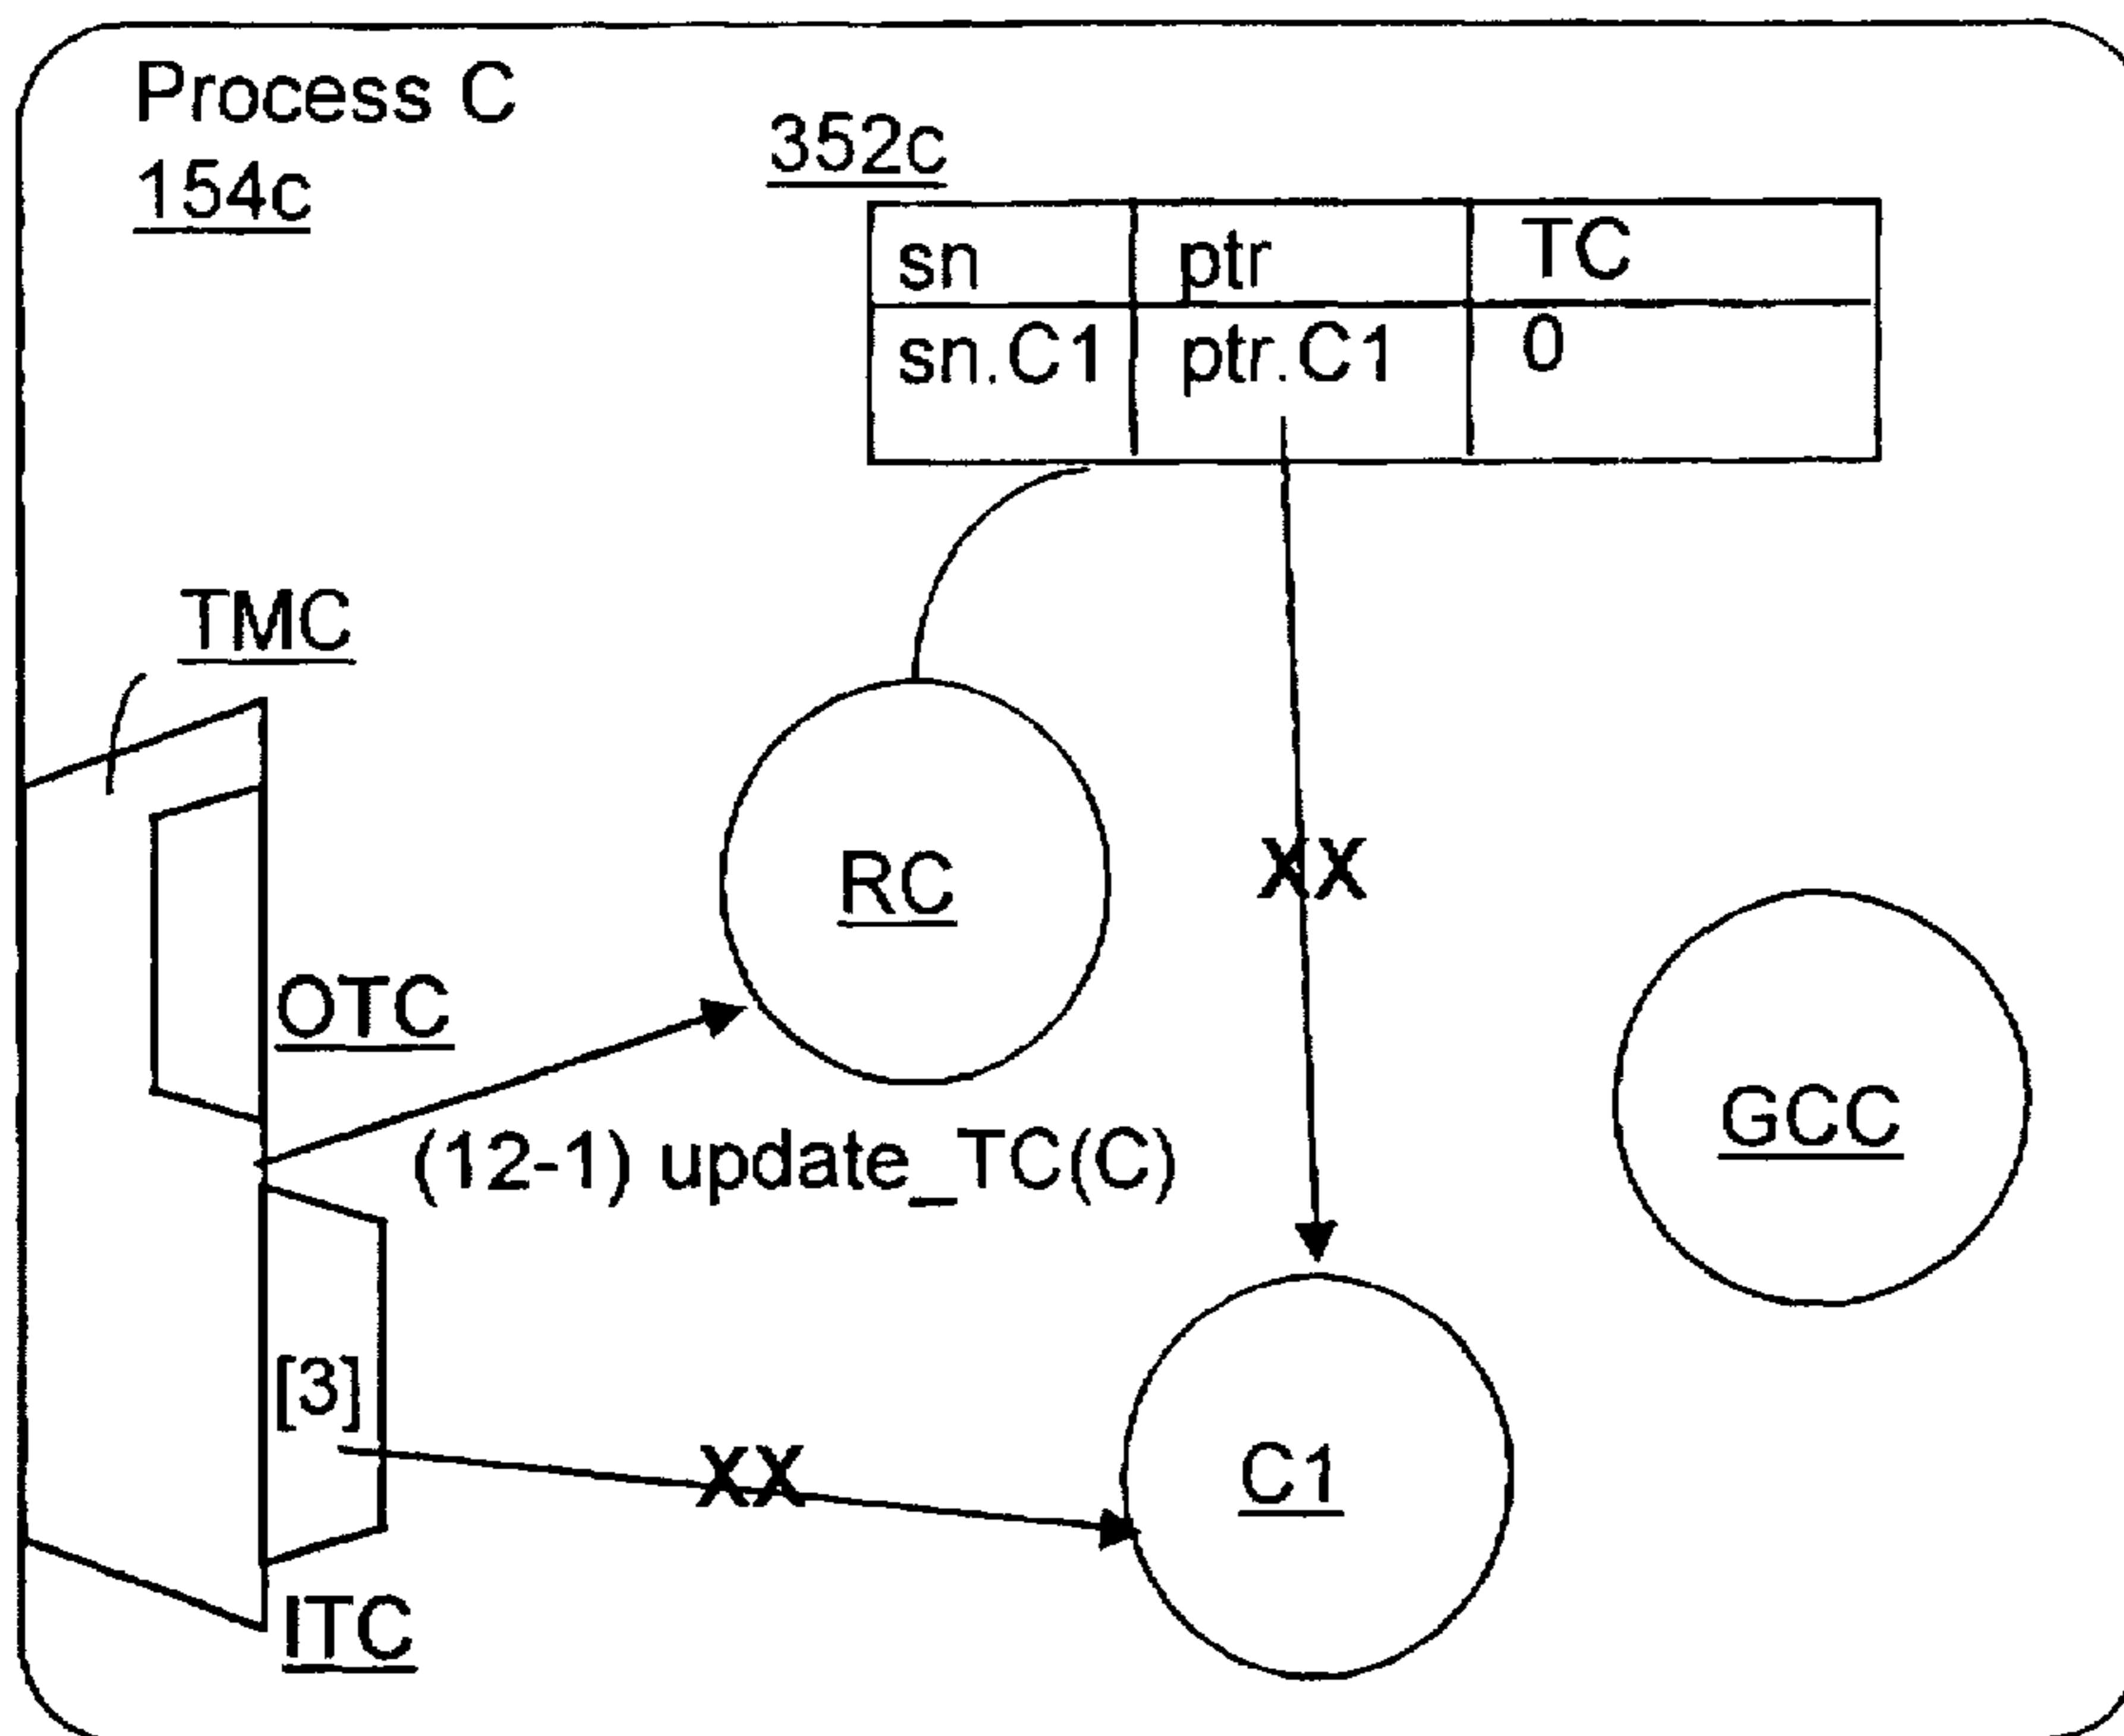 Process C
154c
352c
sn ptr TC
sn.C1 ptr.C1 0
TMC
RC
XX
OTC
GCC
(12-1) update_TC(C)
[3]
XX
C1
ITC